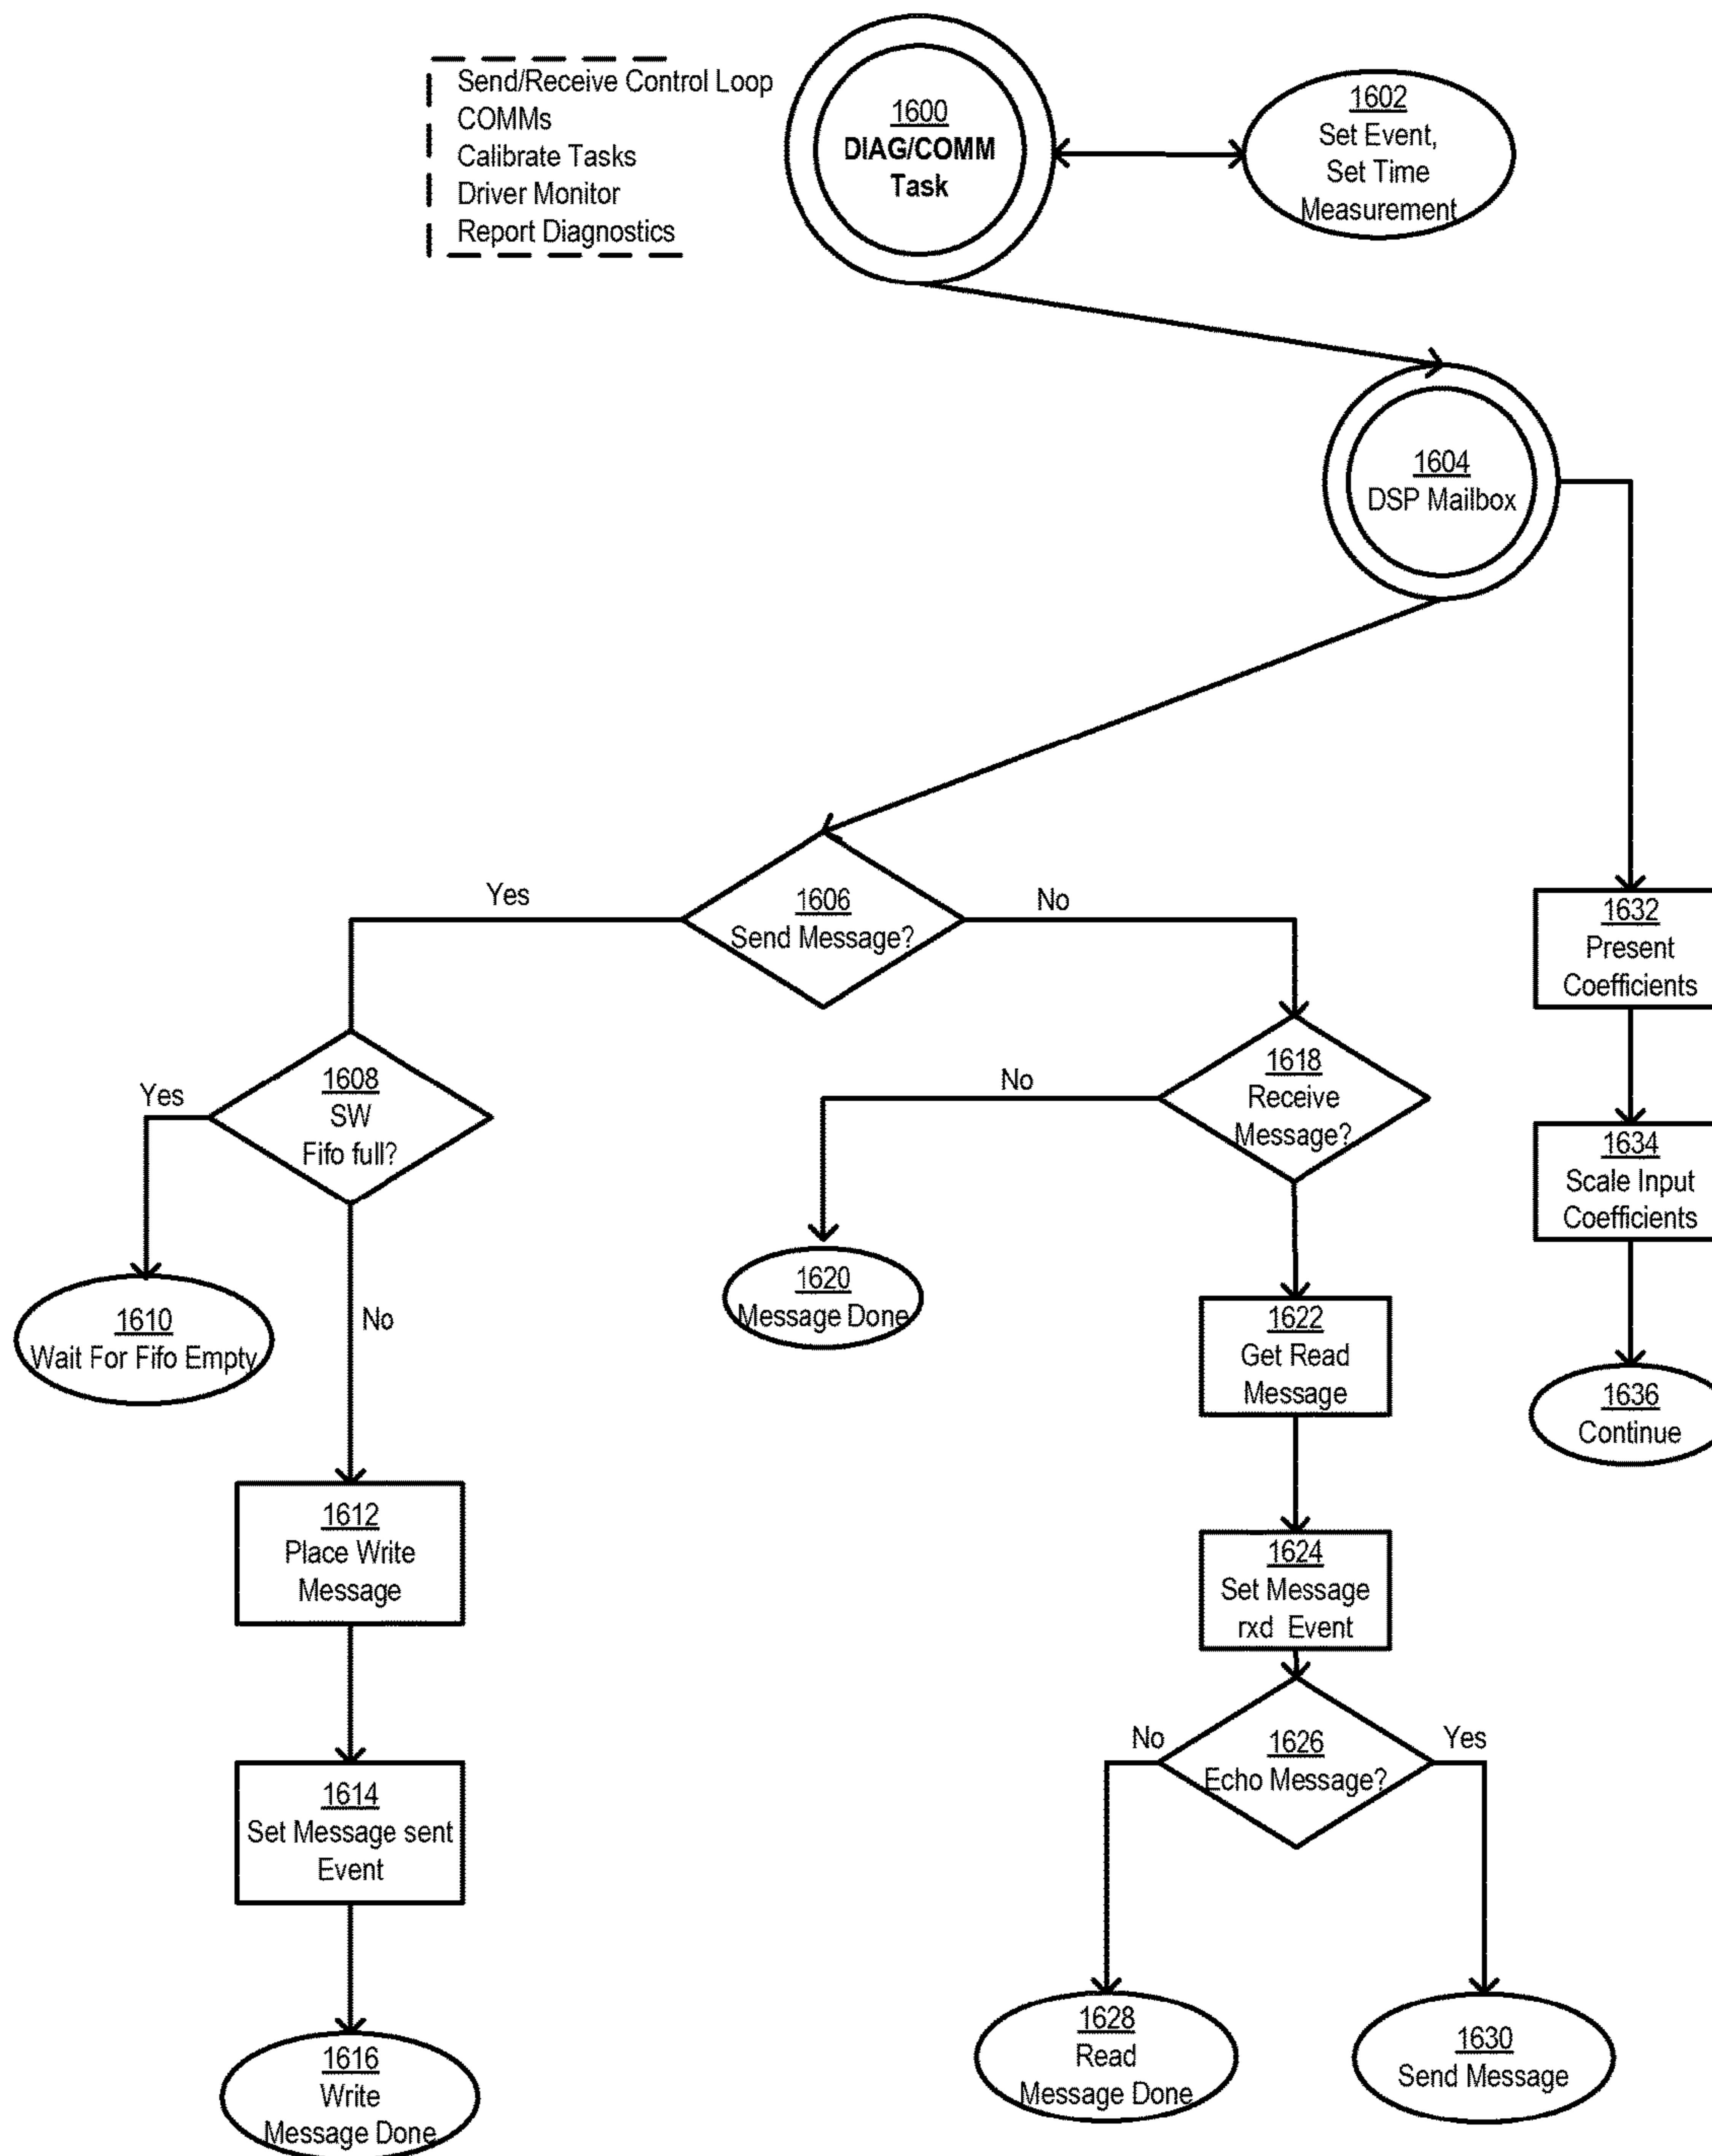 Send/Receive Control Loop
COMMs
Calibrate Tasks
Driver Monitor
Report Diagnostics
1600
DIAG/COMM
Task
1602
Set Event,
Set Time
Measurement
1604
DSP Mailbox
1606
Send Message?
Yes
No
1608
SW
Fifo full?
Yes
No
1610
Wait For Fifo Empty
1612
Place Write
Message
1614
Set Message sent
Event
1616
Write
Message Done
1618
Receive
Message?
No
1620
Message Done
1622
Get Read
Message
1624
Set Message
rxd Event
1626
Echo Message?
No
Yes
1628
Read
Message Done
1630
Send Message
1632
Present
Coefficients
1634
Scale Input
Coefficients
1636
Continue